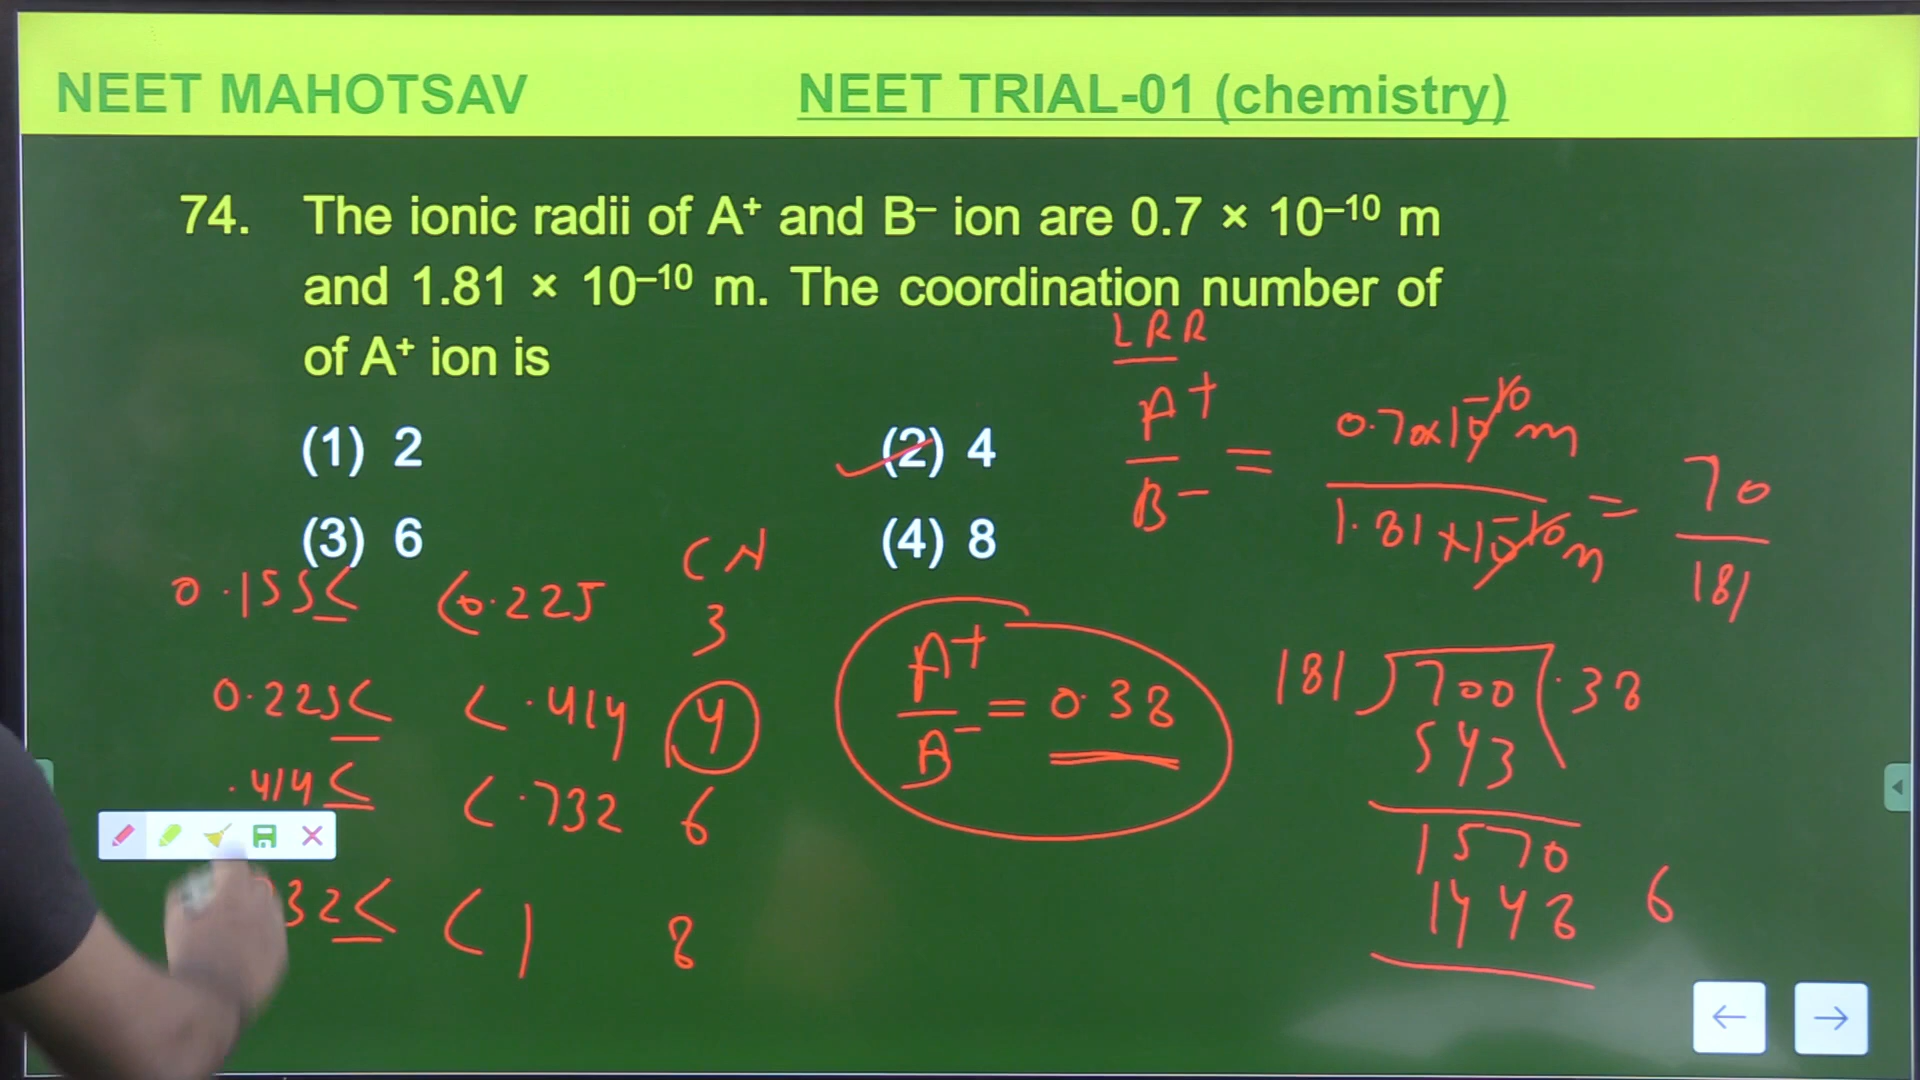 NEET MAHOTSAV NEET TRIAL-01 (chemistry)
74. The ionic radii of A⁺ and B⁻ ion are 0.7 × 10⁻¹⁰ m
and 1.81 × 10⁻¹⁰ m. The coordination number of
of A⁺ ion is
(1) 2 (2) 4
(3) 6 (4) 8
LRR
A⁺/B⁻ = 0.70×10⁻¹⁰ m / 1.81×10⁻¹⁰ m = 70/181
CN
0.155≤ <0.225 3
0.225≤ <.414 4
.414≤ <.732 6
32≤ <1 8
A⁺/B⁻ = 0.38
181)700(.38
543
1570
1448 6